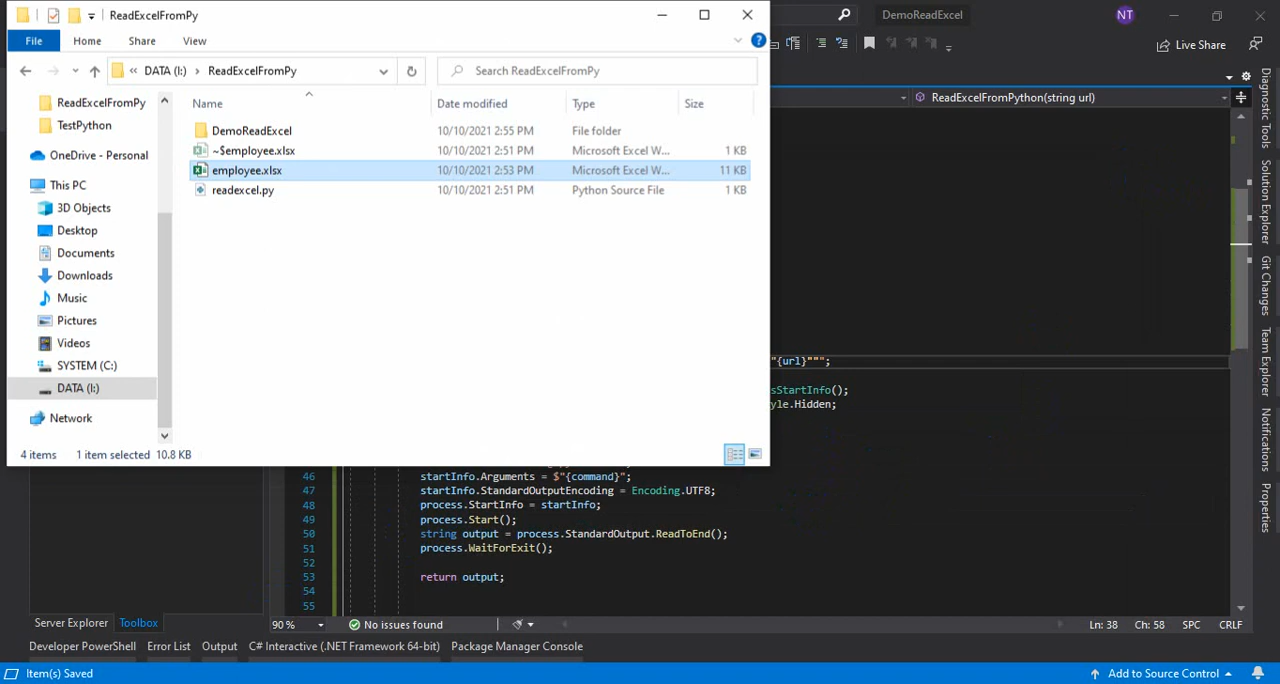 ReadExcelFromPy
DemoReadExcel
NT
File
Home
Share
View
Live Share
DATA (I:)
ReadExcelFromPy
Search ReadExcelFromPy
ReadExcelFromPython(string url)
Name
Date modified
Type
Size
ReadExcelFromPy
TestPython
OneDrive - Personal
This PC
3D Objects
Desktop
Documents
Downloads
Music
Pictures
Videos
SYSTEM (C:)
DATA (I:)
Network
DemoReadExcel 10/10/2021 2:55 PM File folder
~$employee.xlsx 10/10/2021 2:51 PM Microsoft Excel W... 1 KB
employee.xlsx 10/10/2021 2:53 PM Microsoft Excel W... 11 KB
readexcel.py 10/10/2021 2:51 PM Python Source File 1 KB
4 items 1 item selected 10.8 KB
"{url}""";
sStartInfo();
yle.Hidden;
46 startInfo.Arguments = $"{command}";
47 startInfo.StandardOutputEncoding = Encoding.UTF8;
48 process.StartInfo = startInfo;
49 process.Start();
50 string output = process.StandardOutput.ReadToEnd();
51 process.WaitForExit();
52
53 return output;
54
55
Diagnostic Tools
Solution Explorer
Git Changes
Team Explorer
Notifications
Properties
Server Explorer Toolbox
90 %
No issues found
Ln: 38 Ch: 58 SPC CRLF
Developer PowerShell Error List Output C# Interactive (.NET Framework 64-bit) Package Manager Console
Item(s) Saved
Add to Source Control